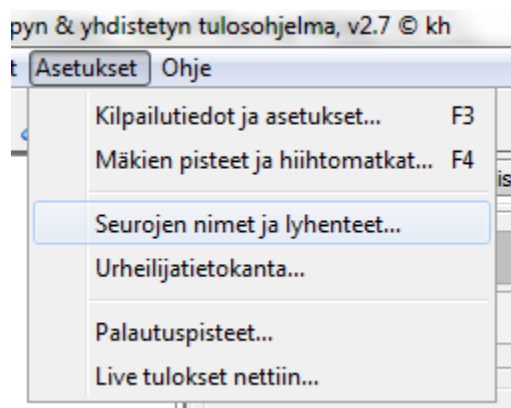 pyn & yhdistetyn tulosohjelma, v2.7 © kh
t Asetukset Ohje
Kilpailutiedot ja asetukset... F3
Mäkien pisteet ja hiihtomatkat... F4
is
Seurojen nimet ja lyhenteet...
Urheilijatietokanta...
Palautuspisteet...
Live tulokset nettiin...